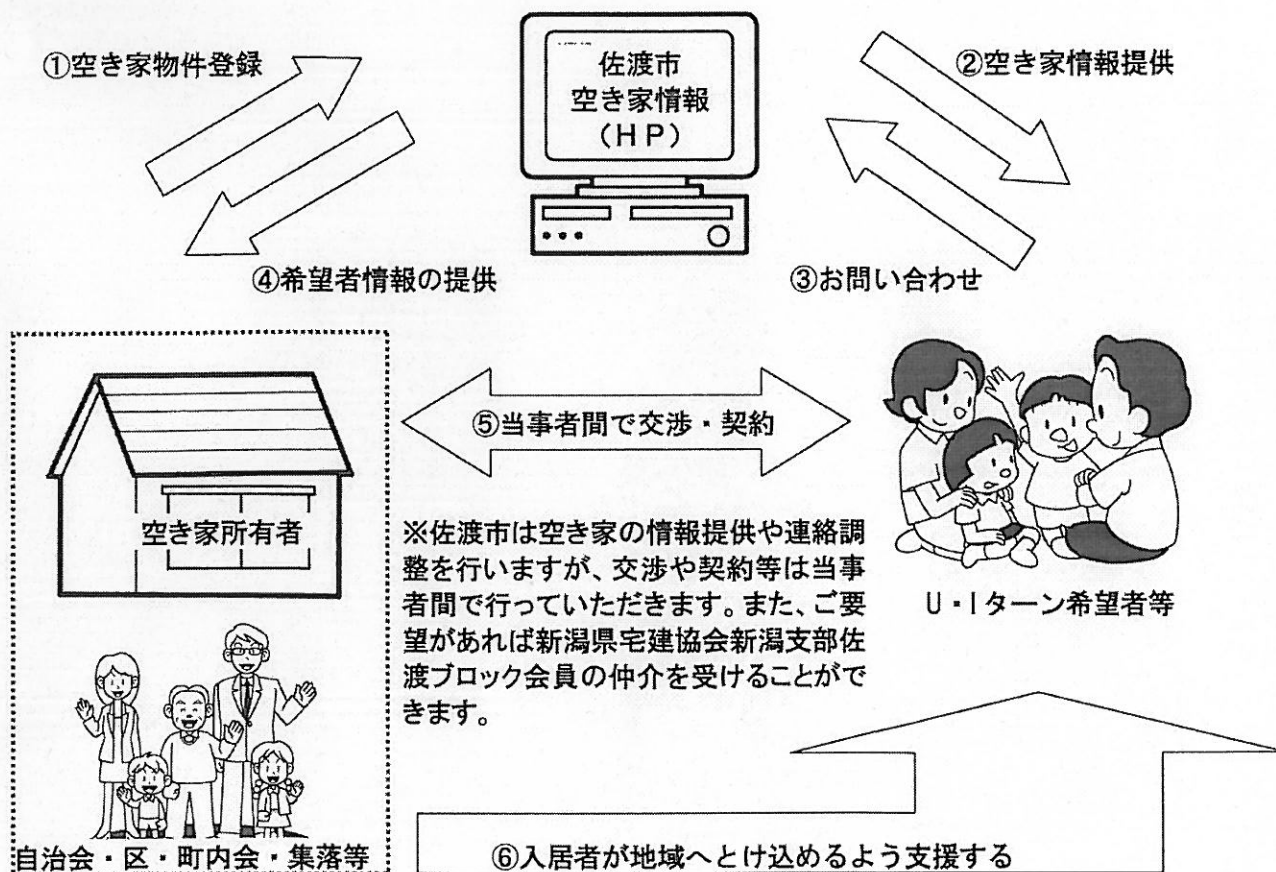 ①空き家物件登録
佐渡市
空き家情報
(HP)
②空き家情報提供
④希望者情報の提供
③お問い合わせ
⑤当事者間で交渉・契約
空き家所有者
※佐渡市は空き家の情報提供や連絡調
整を行いますが、交渉や契約等は当事
者間で行っていただきます。また、ご要
望があれば新潟県宅建協会新潟支部佐
渡ブロック会員の仲介を受けることがで
きます。
U・Iターン希望者等
自治会・区・町内会・集落等
⑥入居者が地域へとけ込めるよう支援する